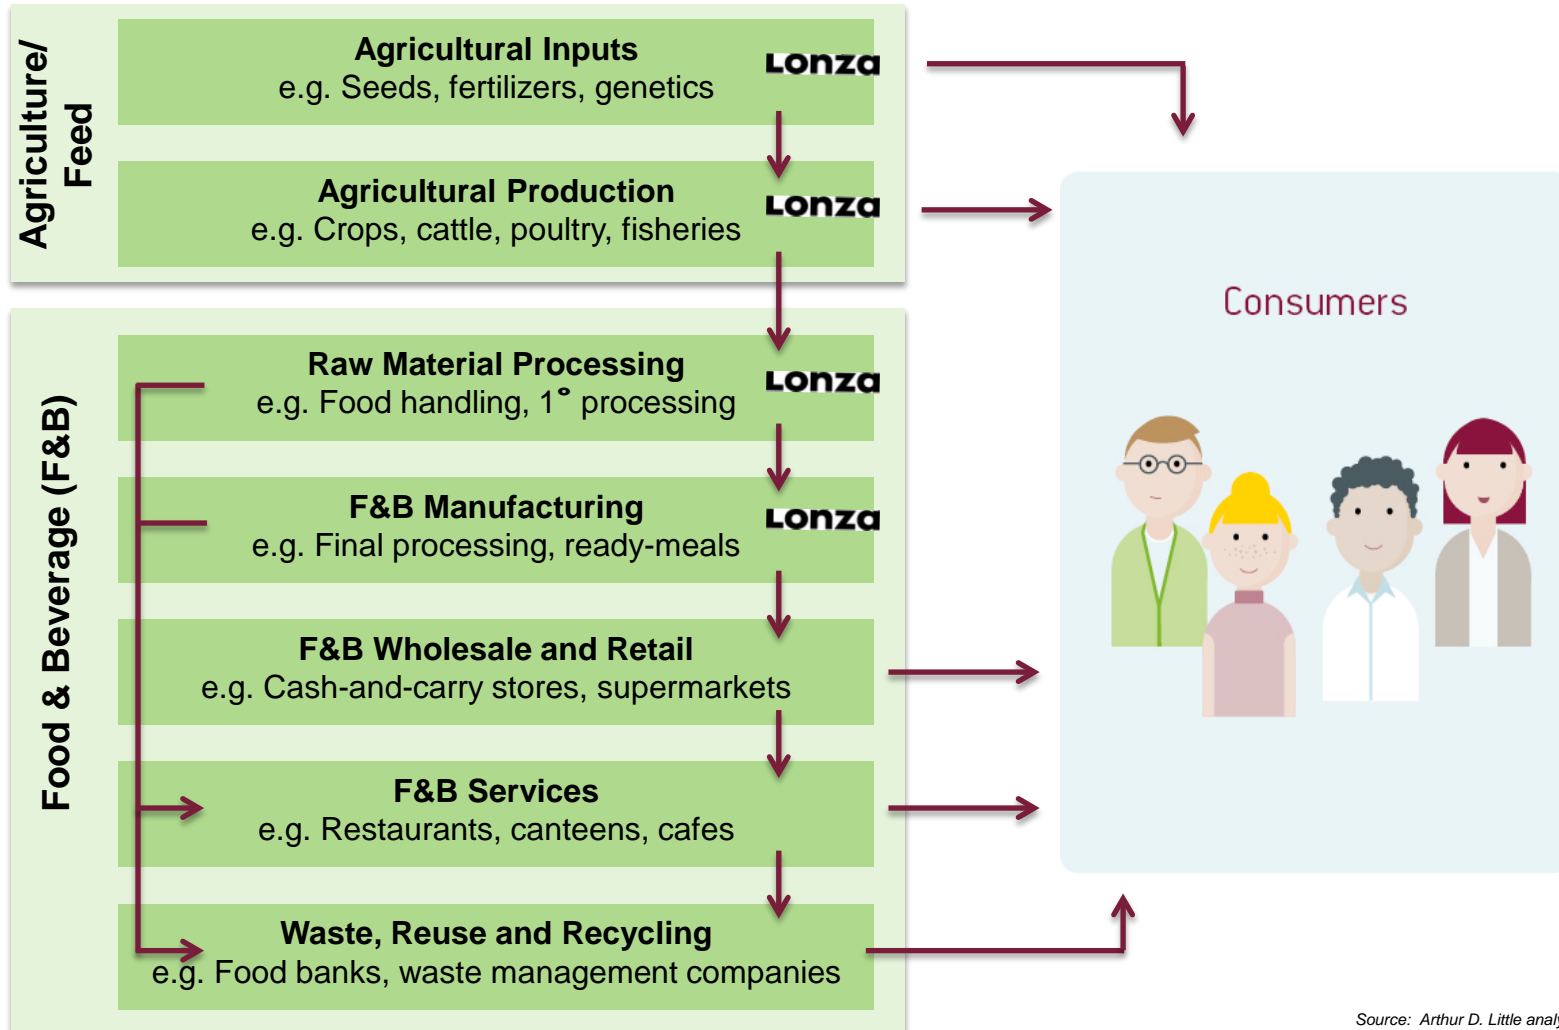 Agriculture/
Feed
Agricultural Inputs
e.g. Seeds, fertilizers, genetics
Lonza
Agricultural Production
e.g. Crops, cattle, poultry, fisheries
Lonza
Food & Beverage (F&B)
Raw Material Processing
e.g. Food handling, 1° processing
Lonza
F&B Manufacturing
e.g. Final processing, ready-meals
Lonza
F&B Wholesale and Retail
e.g. Cash-and-carry stores, supermarkets
F&B Services
e.g. Restaurants, canteens, cafes
Waste, Reuse and Recycling
e.g. Food banks, waste management companies
Consumers
Source: Arthur D. Little analy